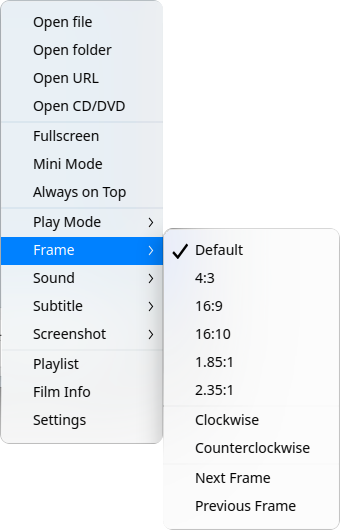 Open file
Open folder
Open URL
Open CD/DVD
Fullscreen
Mini Mode
Always on Top
Play Mode
Frame
Sound
Subtitle
Screenshot
Playlist
Film Info
Settings
Default
4:3
16:9
16:10
1.85:1
2.35:1
Clockwise
Counterclockwise
Next Frame
Previous Frame